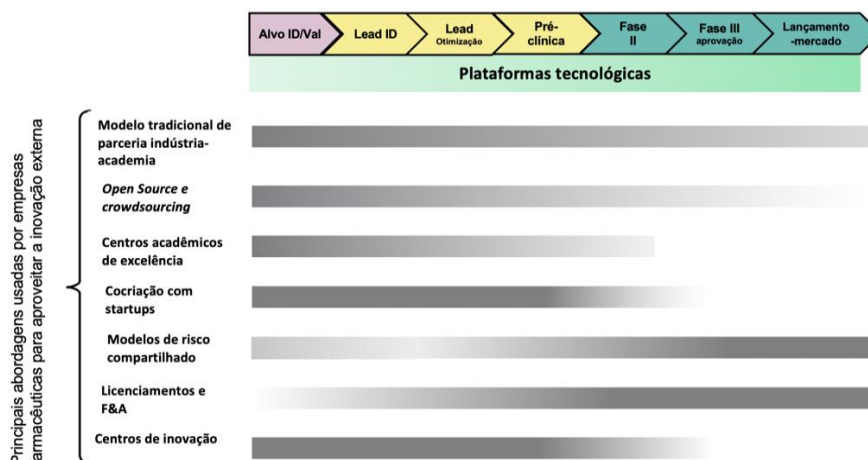 Alvo ID/Val
Lead ID
Lead
Otimização
Pré-
clínica
Fase
II
Fase III
aprovação
Lançamento
-mercado
Plataformas tecnológicas
Principais abordagens usadas por empresas
armacêuticas para aproveitar a inovação externa
Modelo tradicional de
parceria indústria-
academia
Open Source e
crowdsourcing
Centros acadêmicos
de excelência
Cocriação com
startups
Modelos de risco
compartilhado
Licenciamentos e
F&A
Centros de inovação